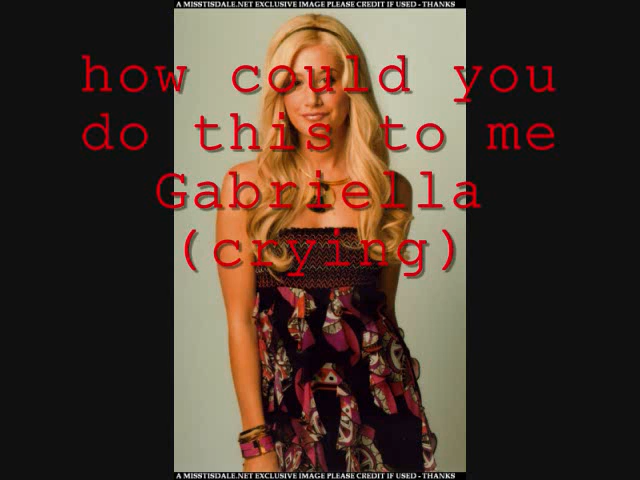 A MISSTISDALE.NET EXCLUSIVE IMAGE PLEASE CREDIT IF USED - THANKS
how could you
do this to me
Gabriella
(crying)
A MISSTISDALE.NET EXCLUSIVE IMAGE PLEASE CREDIT IF USED - THANKS